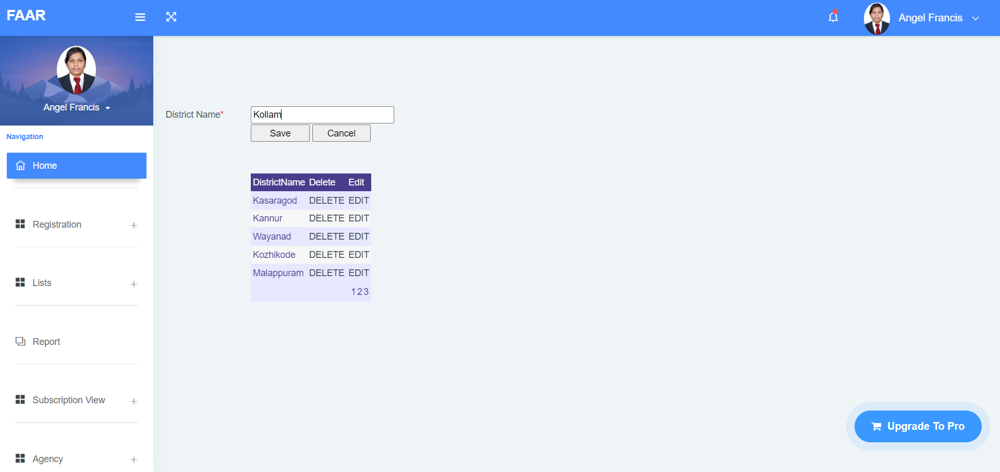 FAAR
Angel Francis
Angel Francis
Navigation
Home
Registration
Lists
Report
Subscription View
Agency
District Name*
Kollam
Save Cancel
DistrictName Delete Edit
Kasaragod DELETE EDIT
Kannur DELETE EDIT
Wayanad DELETE EDIT
Kozhikode DELETE EDIT
Malappuram DELETE EDIT
1 2 3
Upgrade To Pro